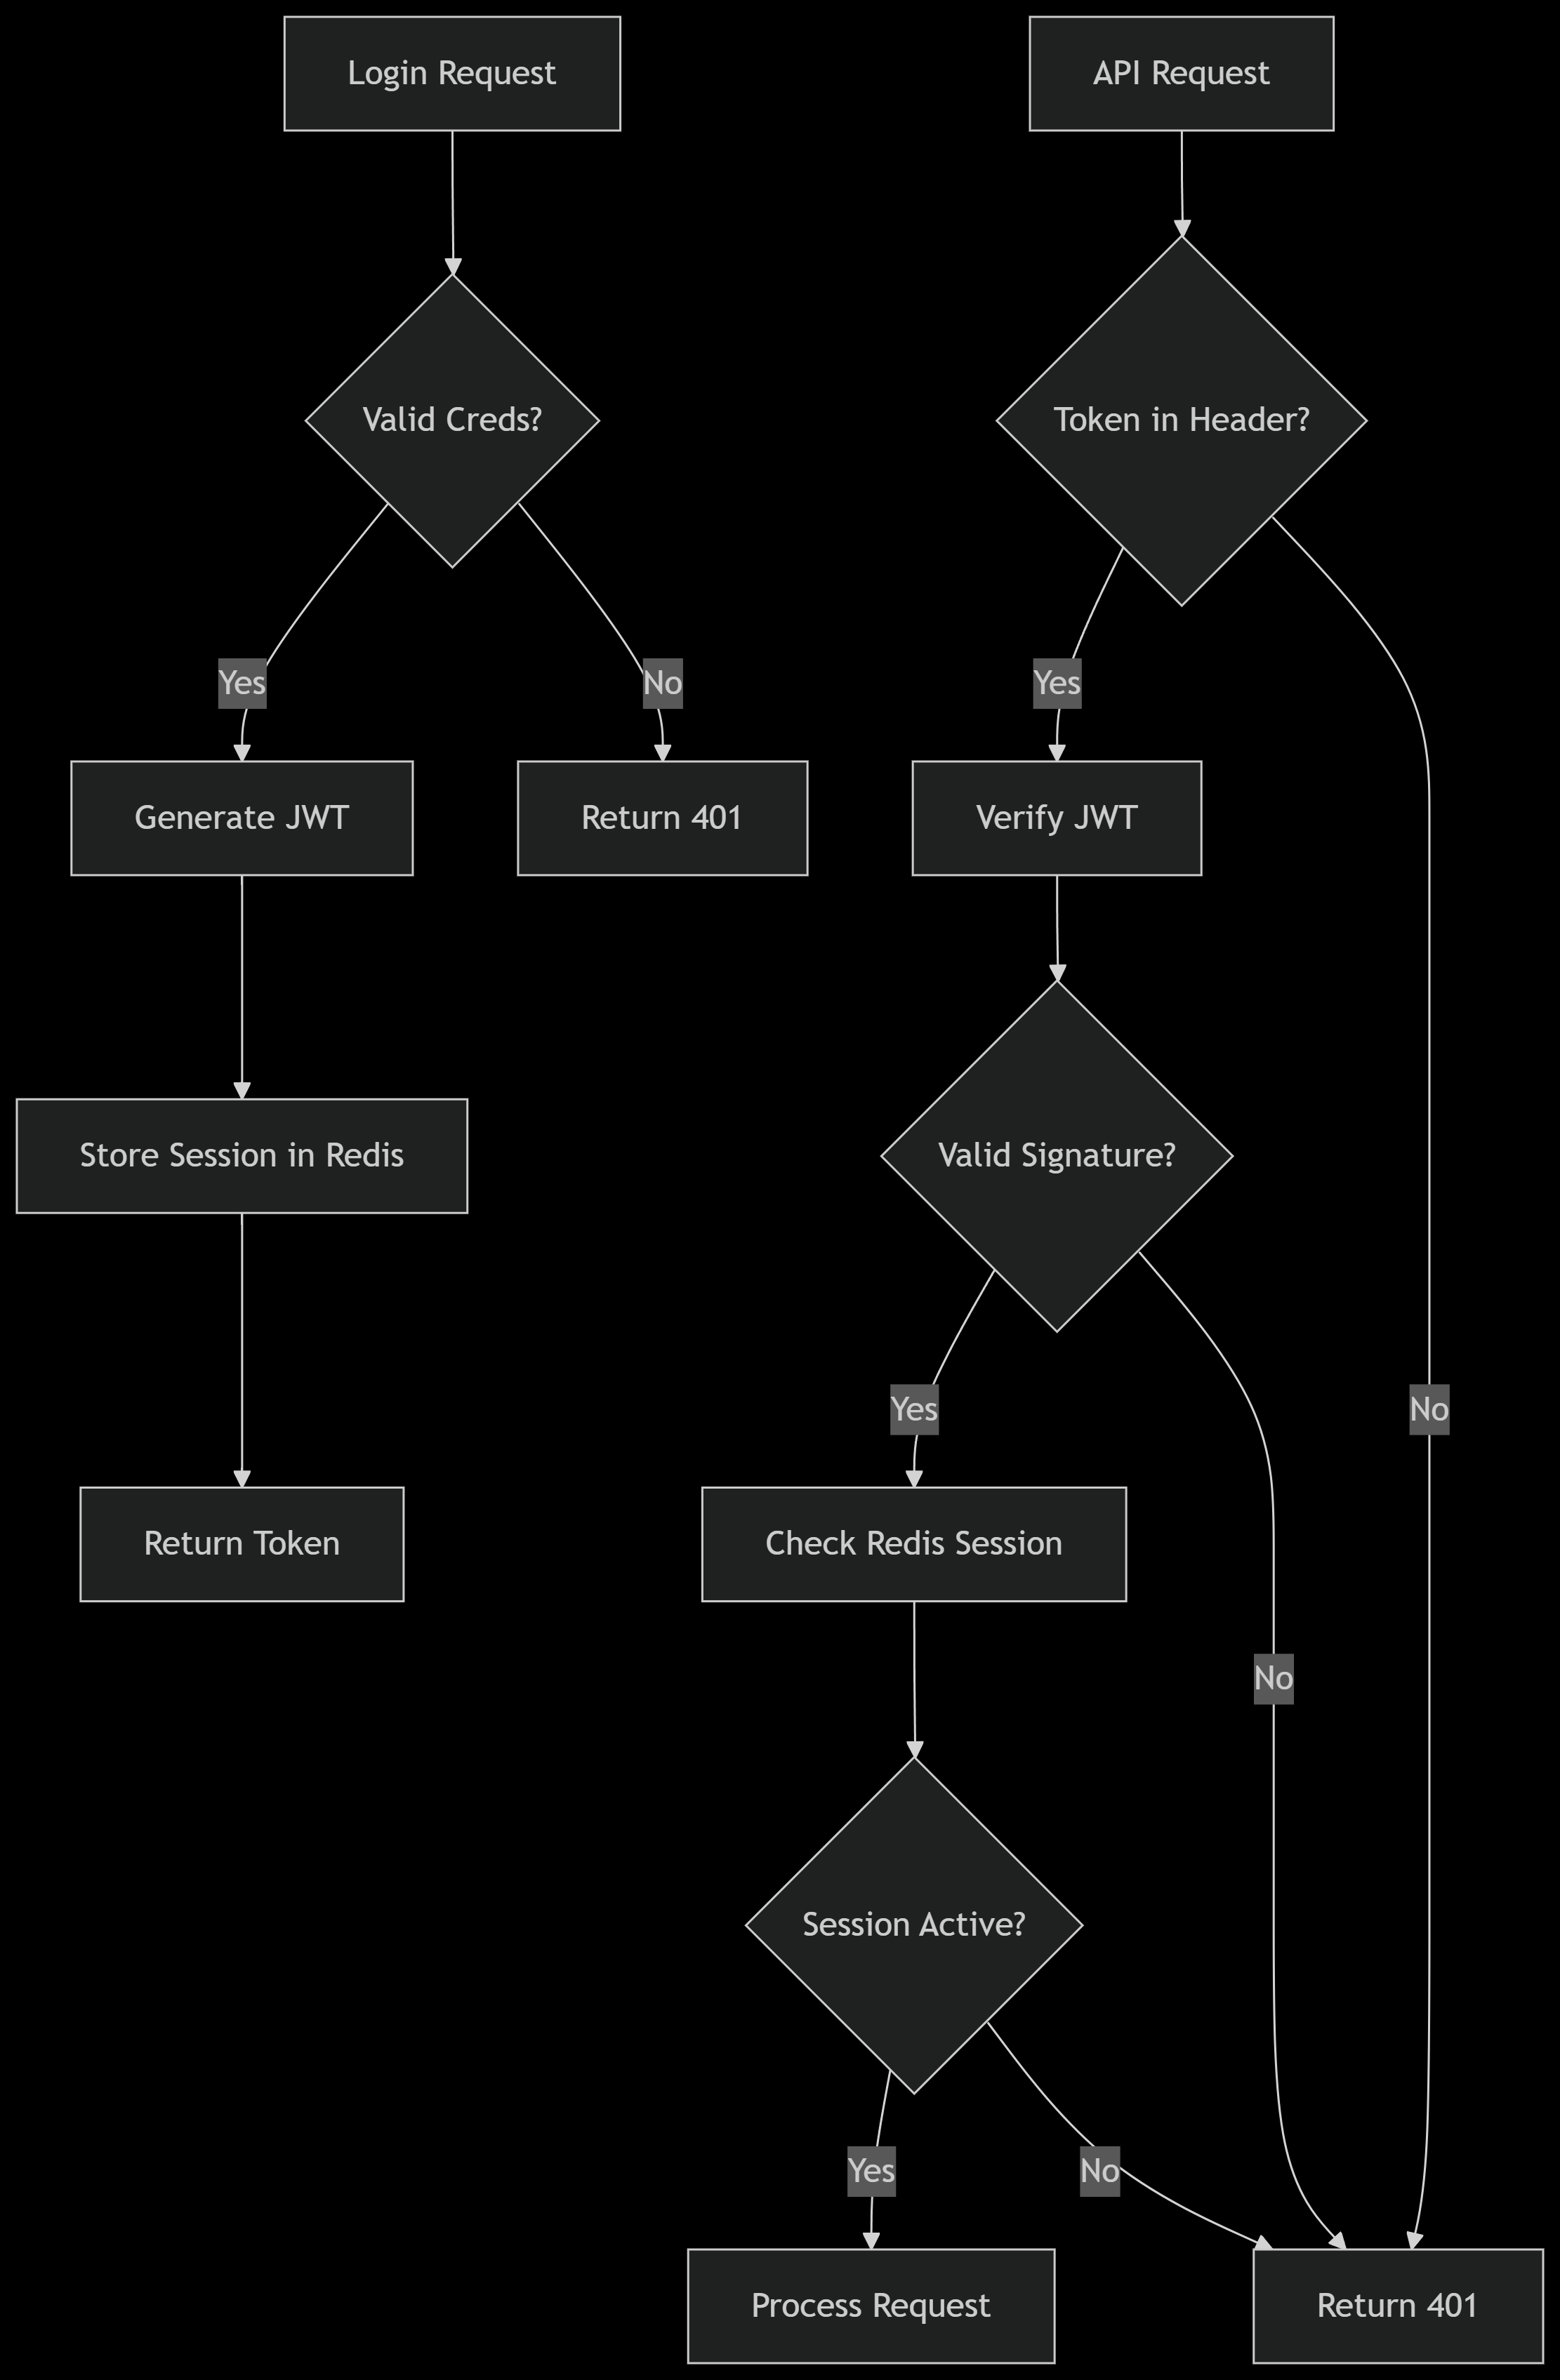 Login Request
API Request
Valid Creds?
Token in Header?
Yes
No
Yes
Generate JWT
Return 401
Verify JWT
Store Session in Redis
Valid Signature?
Yes
No
Return Token
Check Redis Session
No
Session Active?
Yes
No
Process Request
Return 401